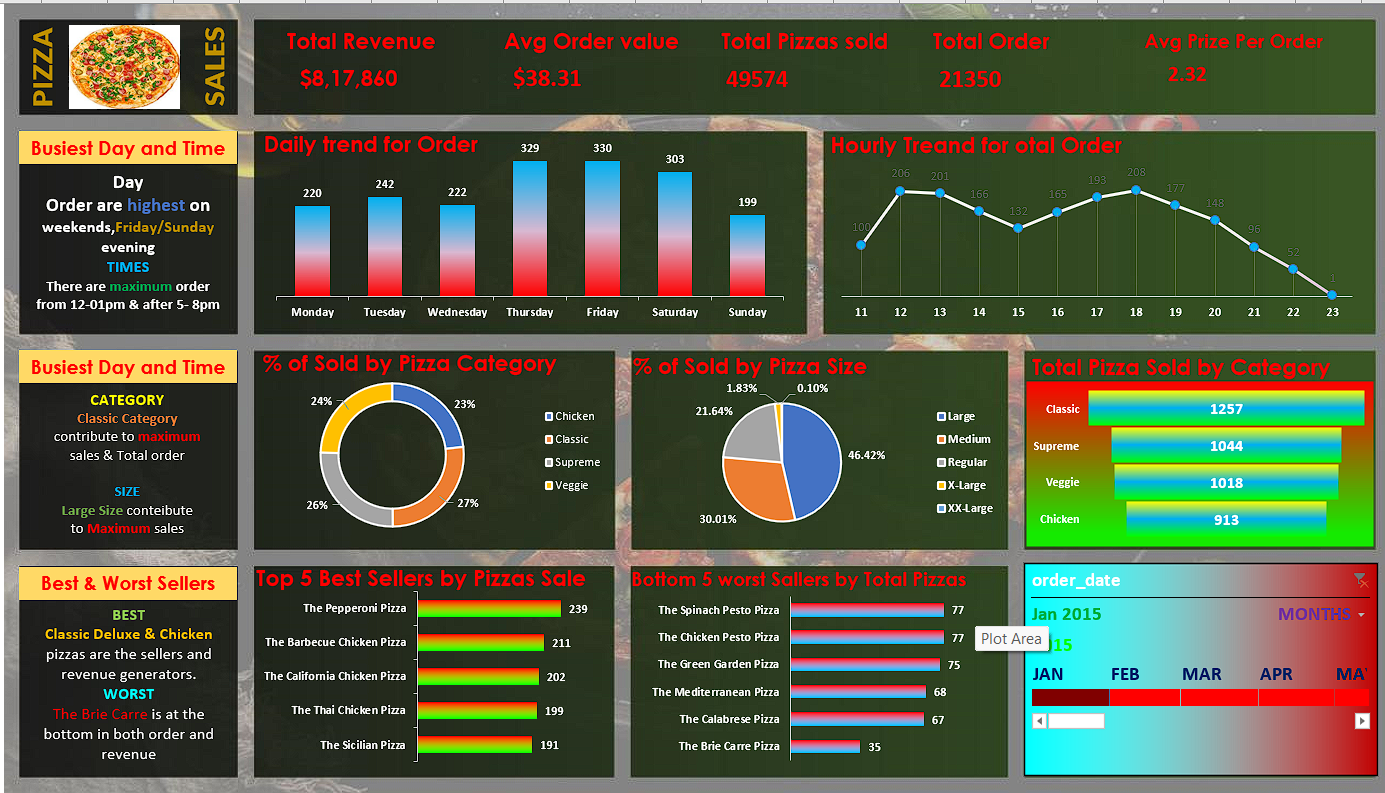 PIZZA
SALES
Total Revenue
$8,17,860
Avg Order value
$38.31
Total Pizzas sold
49574
Total Order
21350
Avg Prize Per Order
2.32
Busiest Day and Time
Day
Order are highest on
weekends,Friday/Sunday
evening
TIMES
There are maximum order
from 12-01pm & after 5- 8pm
Daily trend for Order
220
242
222
329
330
303
199
Monday
Tuesday
Wednesday
Thursday
Friday
Saturday
Sunday
Hourly Treand for otal Order
100
206
201
166
132
165
193
208
177
148
96
52
1
11
12
13
14
15
16
17
18
19
20
21
22
23
Busiest Day and Time
CATEGORY
Classic Category
contribute to maximum
sales & Total order
SIZE
Large Size conteibute
to Maximum sales
% of Sold by Pizza Category
24%
23%
26%
27%
Chicken
Classic
Supreme
Veggie
% of Sold by Pizza Size
1.83%
0.10%
21.64%
46.42%
30.01%
Large
Medium
Regular
X-Large
XX-Large
Total Pizza Sold by Category
Classic 1257
Supreme 1044
Veggie 1018
Chicken 913
Best & Worst Sellers
BEST
Classic Deluxe & Chicken
pizzas are the sellers and
revenue generators.
WORST
The Brie Carre is at the
bottom in both order and
revenue
Top 5 Best Sellers by Pizzas Sale
The Pepperoni Pizza 239
The Barbecue Chicken Pizza 211
The California Chicken Pizza 202
The Thai Chicken Pizza 199
The Sicilian Pizza 191
Bottom 5 worst Sallers by Total Pizzas
The Spinach Pesto Pizza 77
The Chicken Pesto Pizza 77
The Green Garden Pizza 75
The Mediterranean Pizza 68
The Calabrese Pizza 67
The Brie Carre Pizza 35
Plot Area
order_date
Jan 2015
MONTHS
15
JAN
FEB
MAR
APR
MA